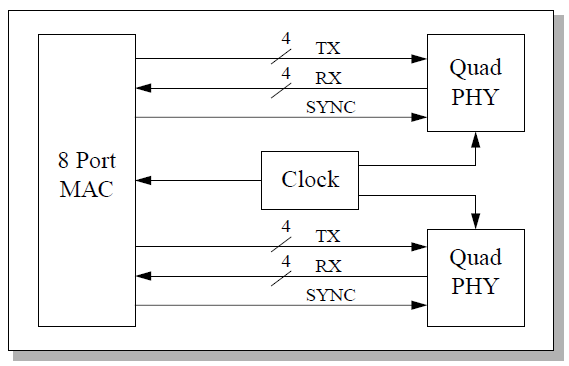 4
TX
4
RX
SYNC
Quad
PHY
8 Port
MAC
Clock
4
TX
4
RX
SYNC
Quad
PHY